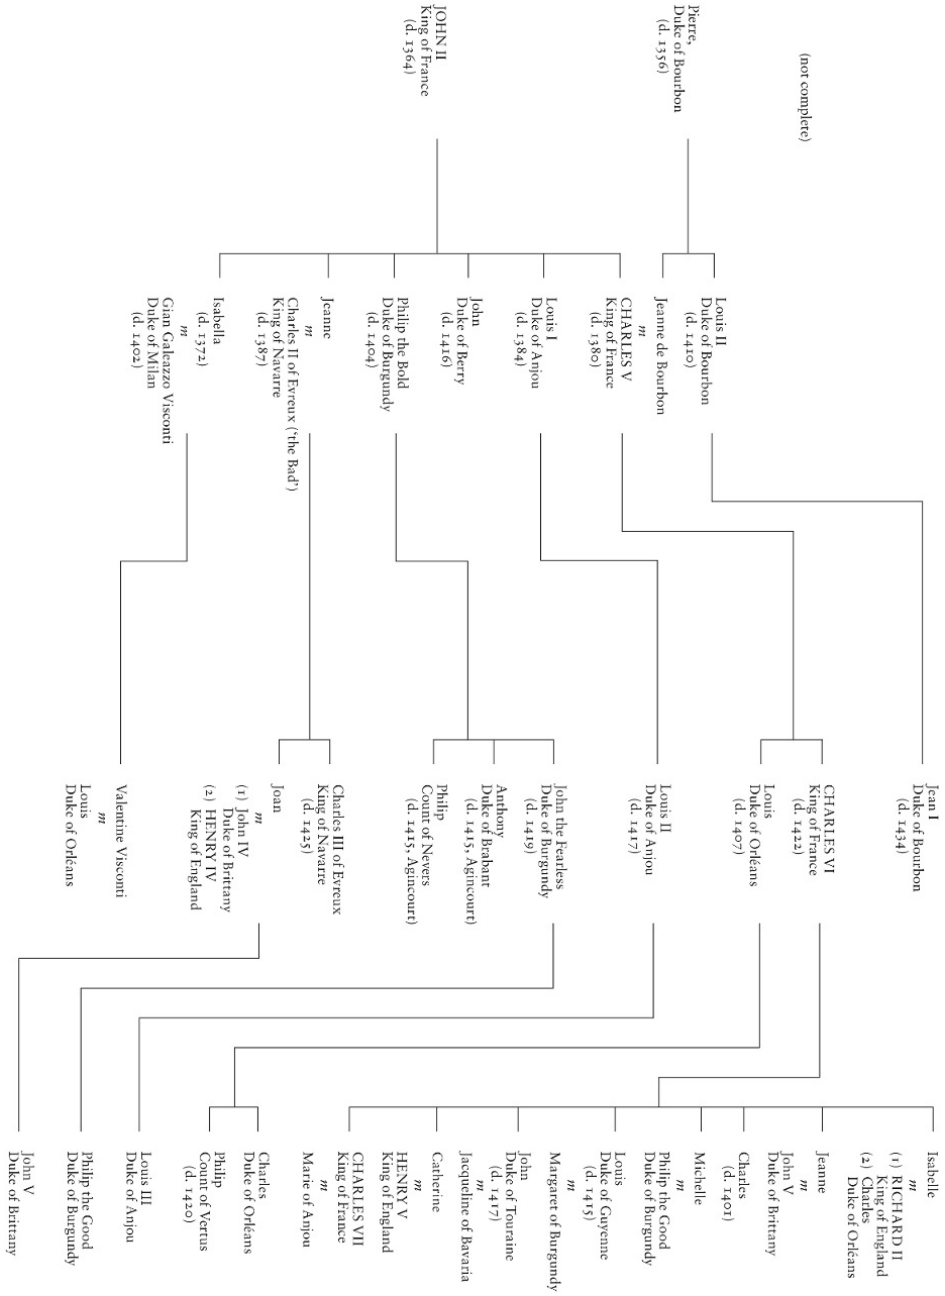 (not complete)
Pierre,
Duke of Bourbon
(d. 1356)
JOHN II
King of France
(d. 1364)
Louis II
Duke of Bourbon
(d. 1410)
Jeanne de Bourbon
m
CHARLES V
King of France
(d. 1380)
Louis I
Duke of Anjou
(d. 1384)
John
Duke of Berry
(d. 1416)
Philip the Bold
Duke of Burgundy
(d. 1404)
Jeanne
m
Charles II of Evreux ('the Bad')
King of Navarre
(d. 1387)
Isabella
(d. 1372)
m
Gian Galeazzo Visconti
Duke of Milan
(d. 1402)
Jean I
Duke of Bourbon
(d. 1434)
CHARLES VI
King of France
(d. 1422)
Louis
Duke of Orléans
(d. 1407)
Louis II
Duke of Anjou
(d. 1417)
John the Fearless
Duke of Burgundy
(d. 1419)
Anthony
Duke of Brabant
(d. 1415, Agincourt)
Philip
Count of Nevers
(d. 1415, Agincourt)
Charles III of Evreux
King of Navarre
(d. 1425)
Joan
m
(1) John IV
Duke of Brittany
(2) HENRY IV
King of England
Valentine Visconti
m
Louis
Duke of Orléans
Isabelle
m
(1) RICHARD II
King of England
(2) Charles
Duke of Orléans
Jeanne
m
John V
Duke of Brittany
Charles
(d. 1401)
Michelle
m
Philip the Good
Duke of Burgundy
Louis
Duke of Guyenne
(d. 1415)
m
Margaret of Burgundy
John
Duke of Touraine
(d. 1417)
m
Jacqueline of Bavaria
Catherine
m
HENRY V
King of England
CHARLES VII
King of France
m
Marie of Anjou
Charles
Duke of Orléans
Philip
Count of Vertus
(d. 1420)
Louis III
Duke of Anjou
Philip the Good
Duke of Burgundy
John V
Duke of Brittany